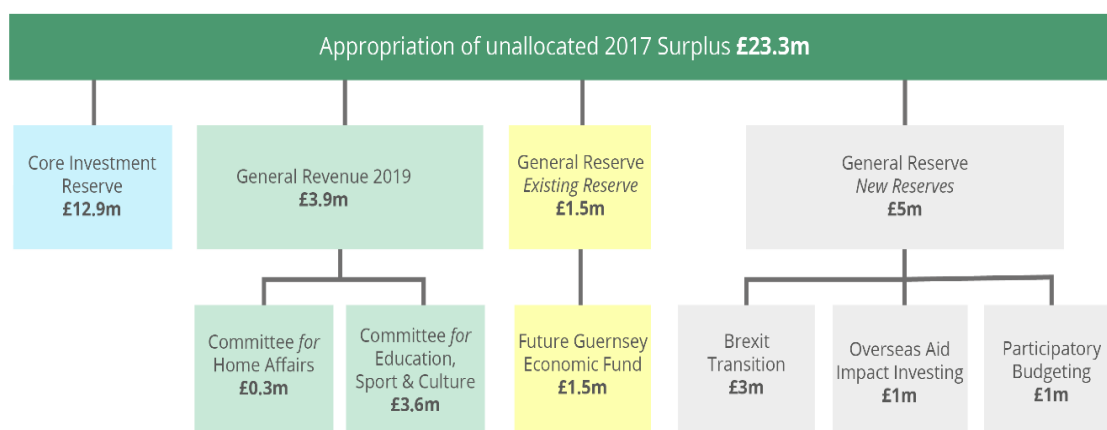 Appropriation of unallocated 2017 Surplus £23.3m
Core Investment
Reserve
£12.9m
General Revenue 2019
£3.9m
General Reserve
Existing Reserve
£1.5m
General Reserve
New Reserves
£5m
Committee for
Home Affairs
£0.3m
Committee for
Education,
Sport & Culture
£3.6m
Future Guernsey
Economic Fund
£1.5m
Brexit
Transition
£3m
Overseas Aid
Impact Investing
£1m
Participatory
Budgeting
£1m